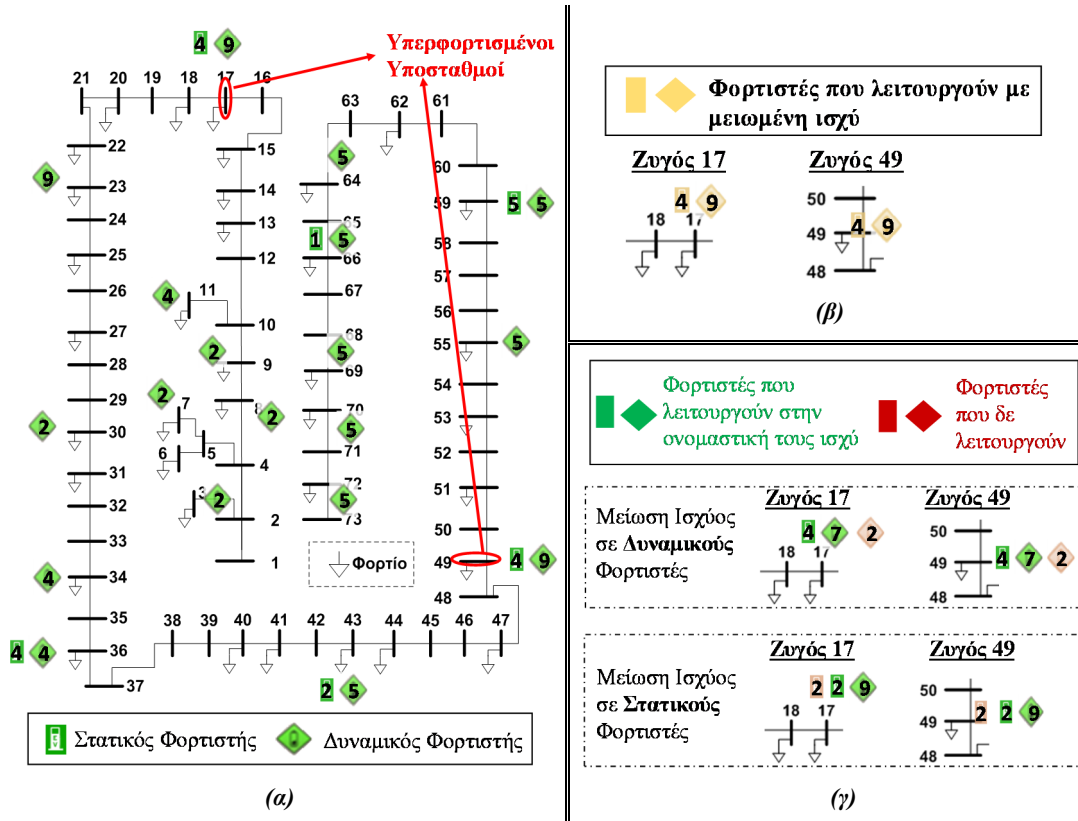 4 9
Υπερφορτισμένοι
Υποσταθμοί
21 20 19 18 17 16
22
9
23
24
25
26
27
28
29
2
30
31
32
33
4
34
35
4 4
36
37
15
14
13
12
4
11
10
2
9
2
7
8
2
6
5
4
3
2
2
1
63 62 61
5
64
65
1 5
66
67
68
5
69
70
5
71
72
5
73
60
59
5 5
58
57
56
55
5
54
53
52
51
50
49
4 9
48
Φορτίο
38 39 40 41 42 43 44 45 46 47
2 5
Στατικός Φορτιστής
Δυναμικός Φορτιστής
(α)
Φορτιστές που λειτουργούν με
μειωμένη ισχύ
Ζυγός 17
4 9
18 17
Ζυγός 49
50
49
4 9
48
(β)
Φορτιστές που
λειτουργούν στην
ονομαστική τους ισχύ
Φορτιστές
που δε
λειτουργούν
Μείωση Ισχύος
σε Δυναμικούς
Φορτιστές
Ζυγός 17
4 7 2
18 17
Ζυγός 49
50
49
4 7 2
48
Μείωση Ισχύος
σε Στατικούς
Φορτιστές
Ζυγός 17
2 2 9
18 17
Ζυγός 49
50
49
2 2 9
48
(γ)